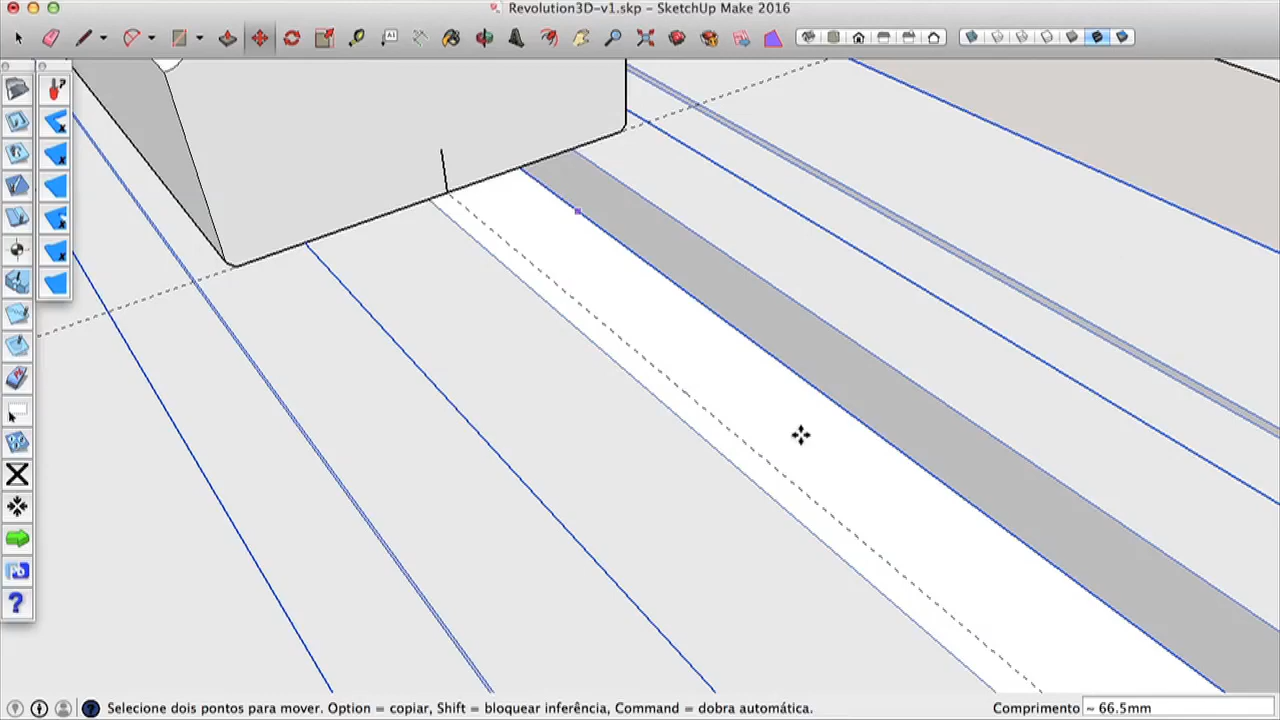 Revolution3D-v1.skp - SketchUp Make 2016
Selecione dois pontos para mover. Option = copiar, Shift = bloquear inferência, Command = dobra automática.
Comprimento ~ 66.5mm